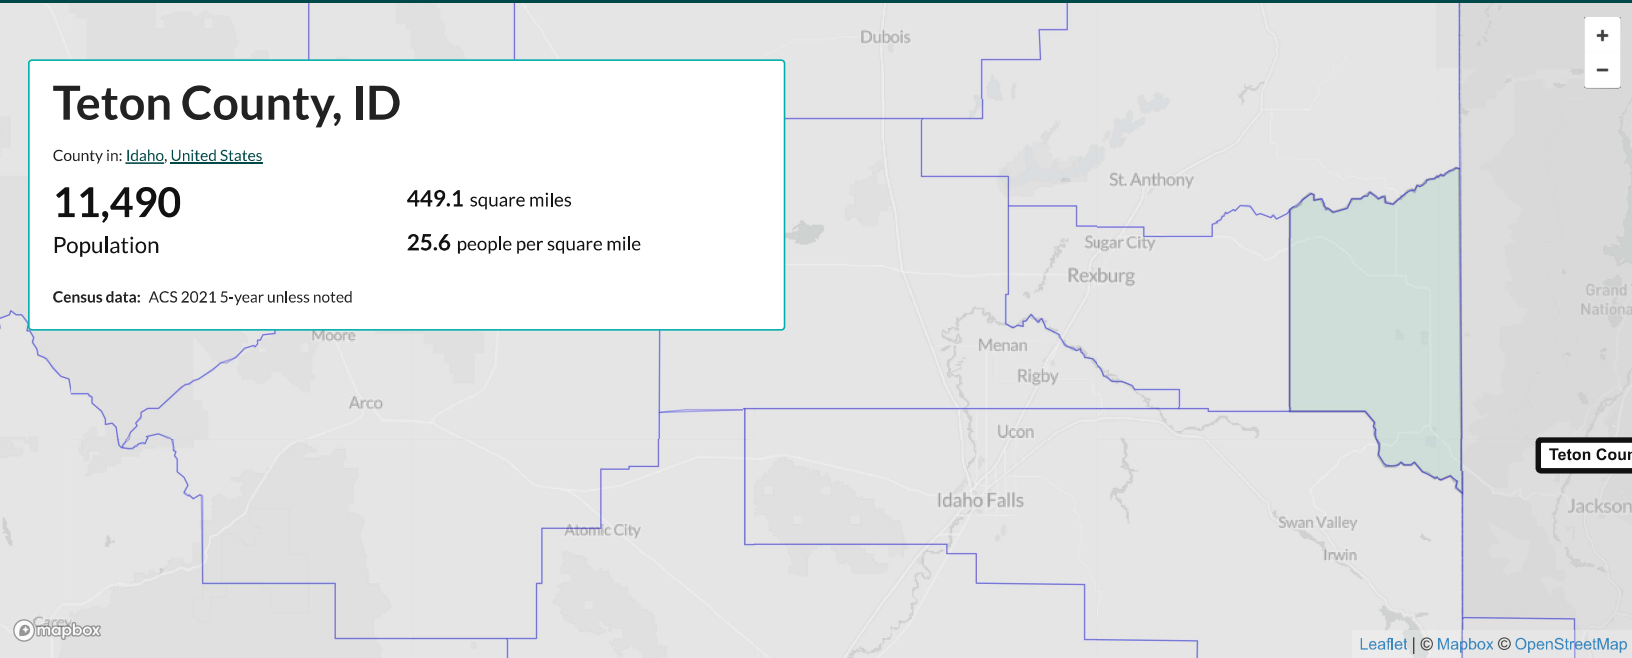 Dubois
+
−
Teton County, ID
County in: Idaho, United States
11,490
Population
449.1 square miles
25.6 people per square mile
Census data: ACS 2021 5-year unless noted
St. Anthony
Sugar City
Rexburg
Grand
Nationa
Moore
Menan
Rigby
Arco
Ucon
Teton Coun
Idaho Falls
Jackson
Atomic City
Swan Valley
Irwin
Carey
mapbox
Leaflet | © Mapbox © OpenStreetMap